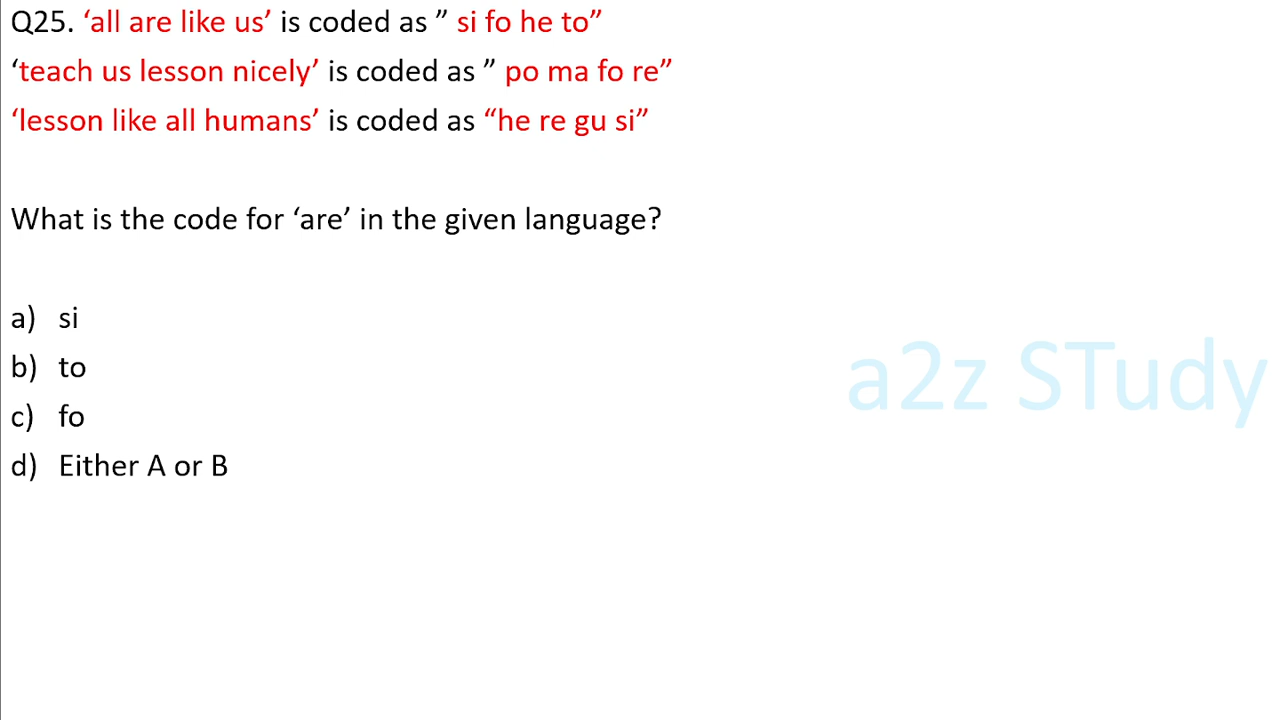 Q25. ‘all are like us’ is coded as ” si fo he to”
‘teach us lesson nicely’ is coded as ” po ma fo re”
‘lesson like all humans’ is coded as “he re gu si”
What is the code for ‘are’ in the given language?
a) si
b) to
c) fo
d) Either A or B
a2z STudy